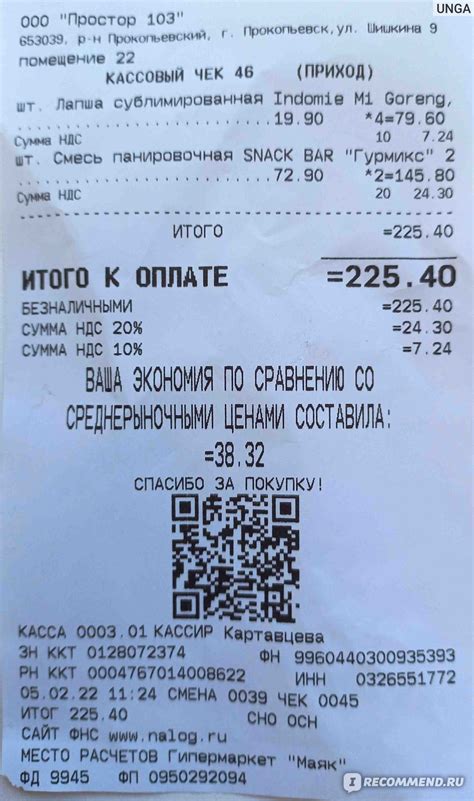 UNGA
ООО "Простор 103"
653039, р-н Прокопьевский, г. Прокопьевск,ул. Шишкина 9
помещение 22
КАССОВЫЙ ЧЕК 46 (ПРИХОД)
шт. Лапша сублимированная Indomie Mi Goreng,
19.90 *4=79.60
Сумма НДС 10 7.24
шт. Смесь панировочная SNACK BAR "Гурмикс" 2
72.90 *2=145.80
Сумма НДС 20 24.30
ИТОГО =225.40
ИТОГО К ОПЛАТЕ =225.40
БЕЗНАЛИЧНЫМИ =225.40
СУММА НДС 20% =24.30
СУММА НДС 10% =7.24
ВАША ЭКОНОМИЯ ПО СРАВНЕНИЮ СО
СРЕДНЕРЫНОЧНЫМИ ЦЕНАМИ СОСТАВИЛА:
=38.32
СПАСИБО ЗА ПОКУПКУ!
КАССА 0003.01 КАССИР Картавцева
ЗН ККТ 0128072374 ФН 9960440300935393
РН ККТ 0004767014008622 ИНН 0326551772
05.02.22 11:24 СМЕНА 0039 ЧЕК 0045
ИТОГ 225.40 СНО ОСН
САЙТ ФНС www.nalog.ru
МЕСТО РАСЧЕТОВ Гипермаркет "Маяк"
ФД 9945 ФП 0950292094
I RECOMMEND.RU